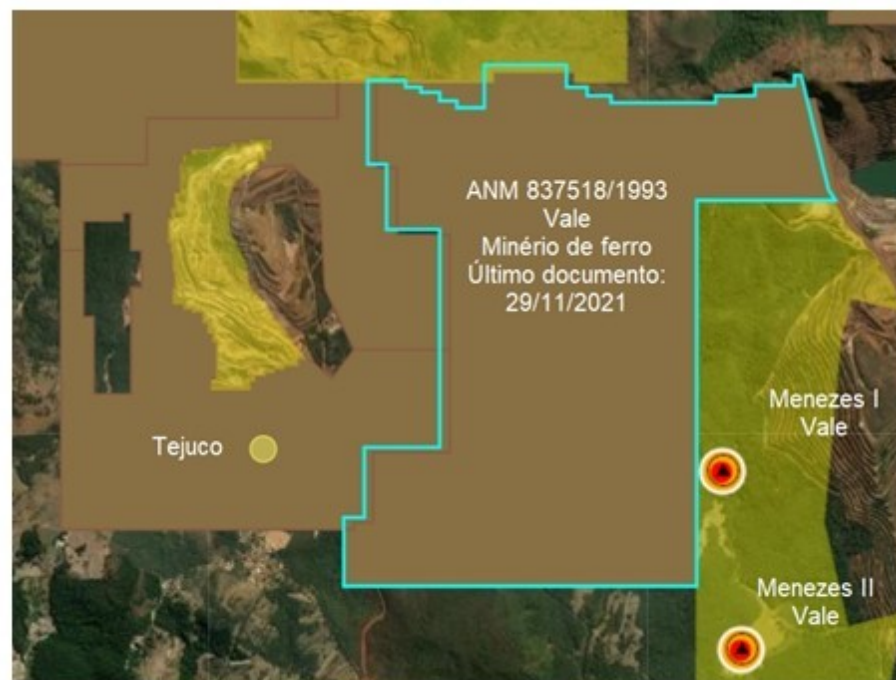 ANM 837518/1993
Vale
Minério de ferro
Último documento:
29/11/2021
Menezes I
Vale
Tejuco
Menezes II
Vale